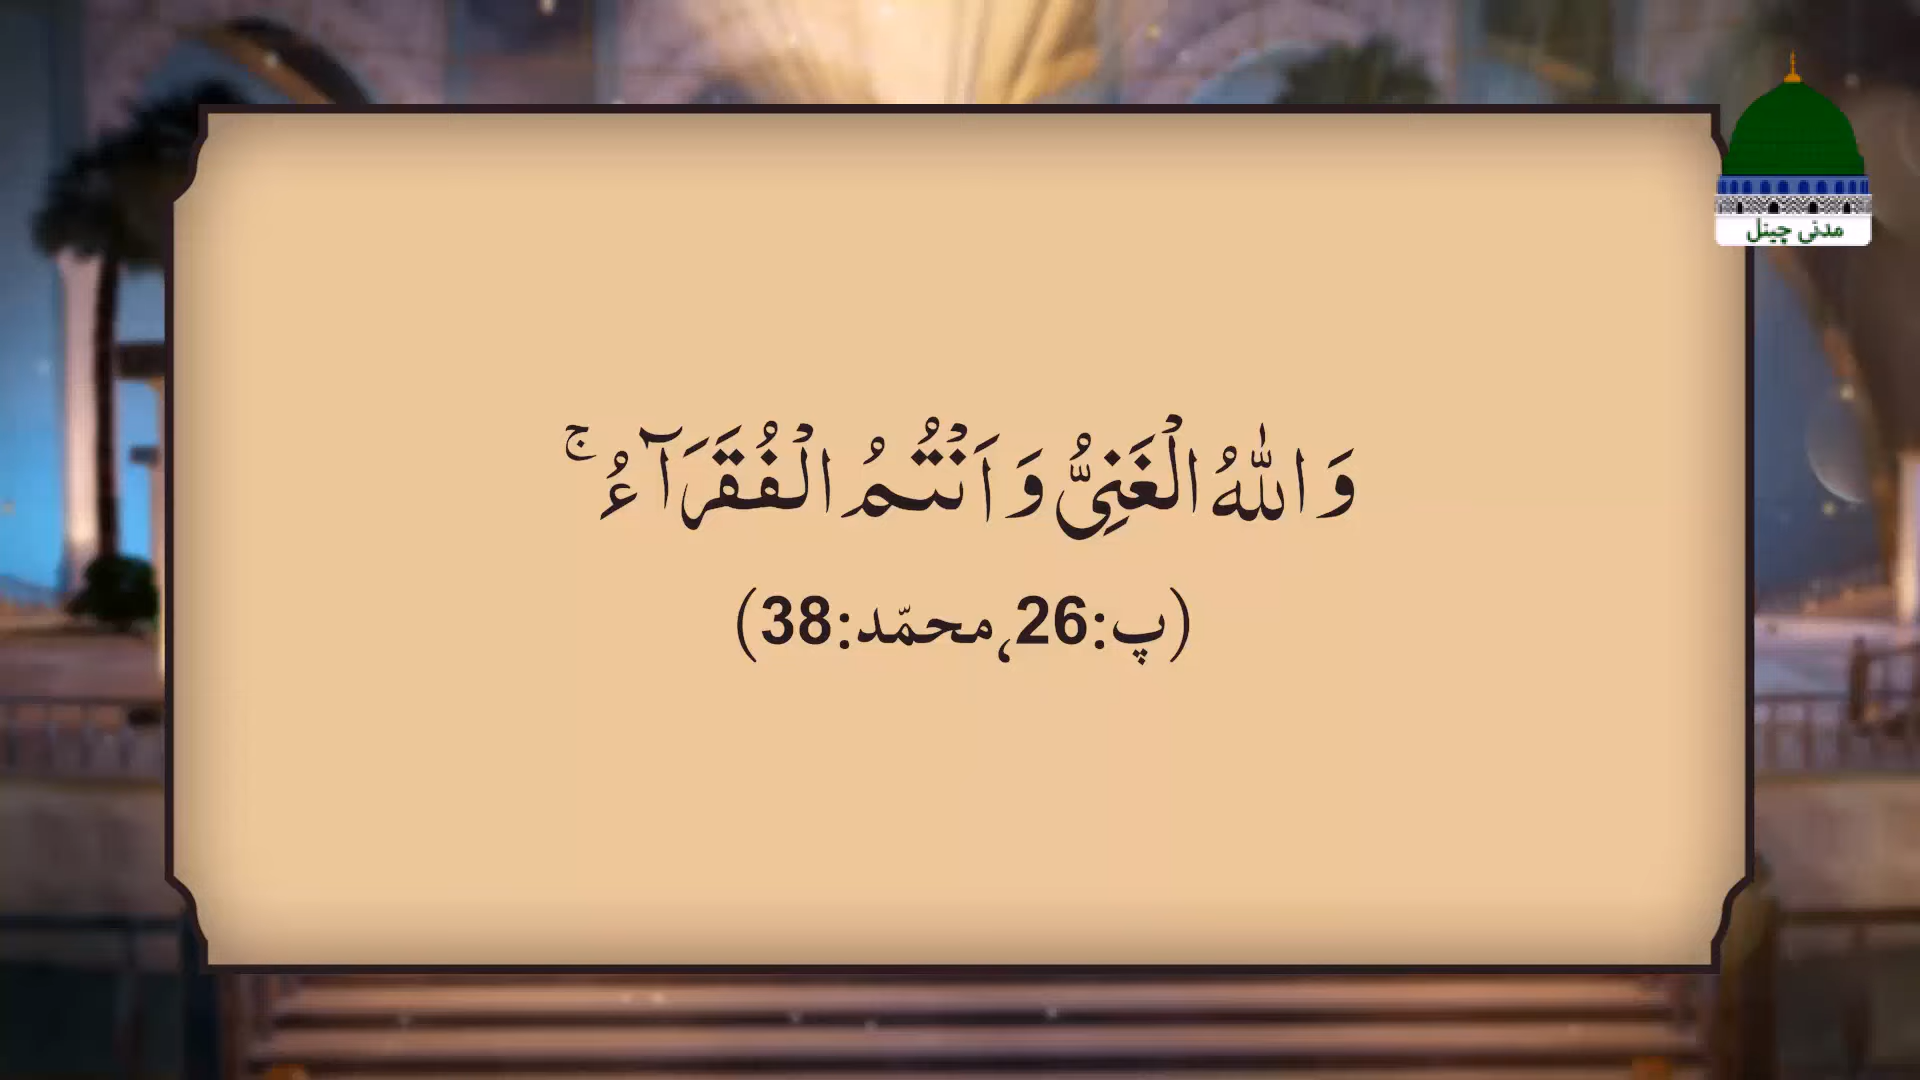 مدنی چینل
وَ اللّٰهُ الْغَنِیُّ وَ اَنْتُمُ الْفُقَرَآءُ ۚ
(پ:26،محمّد:38)